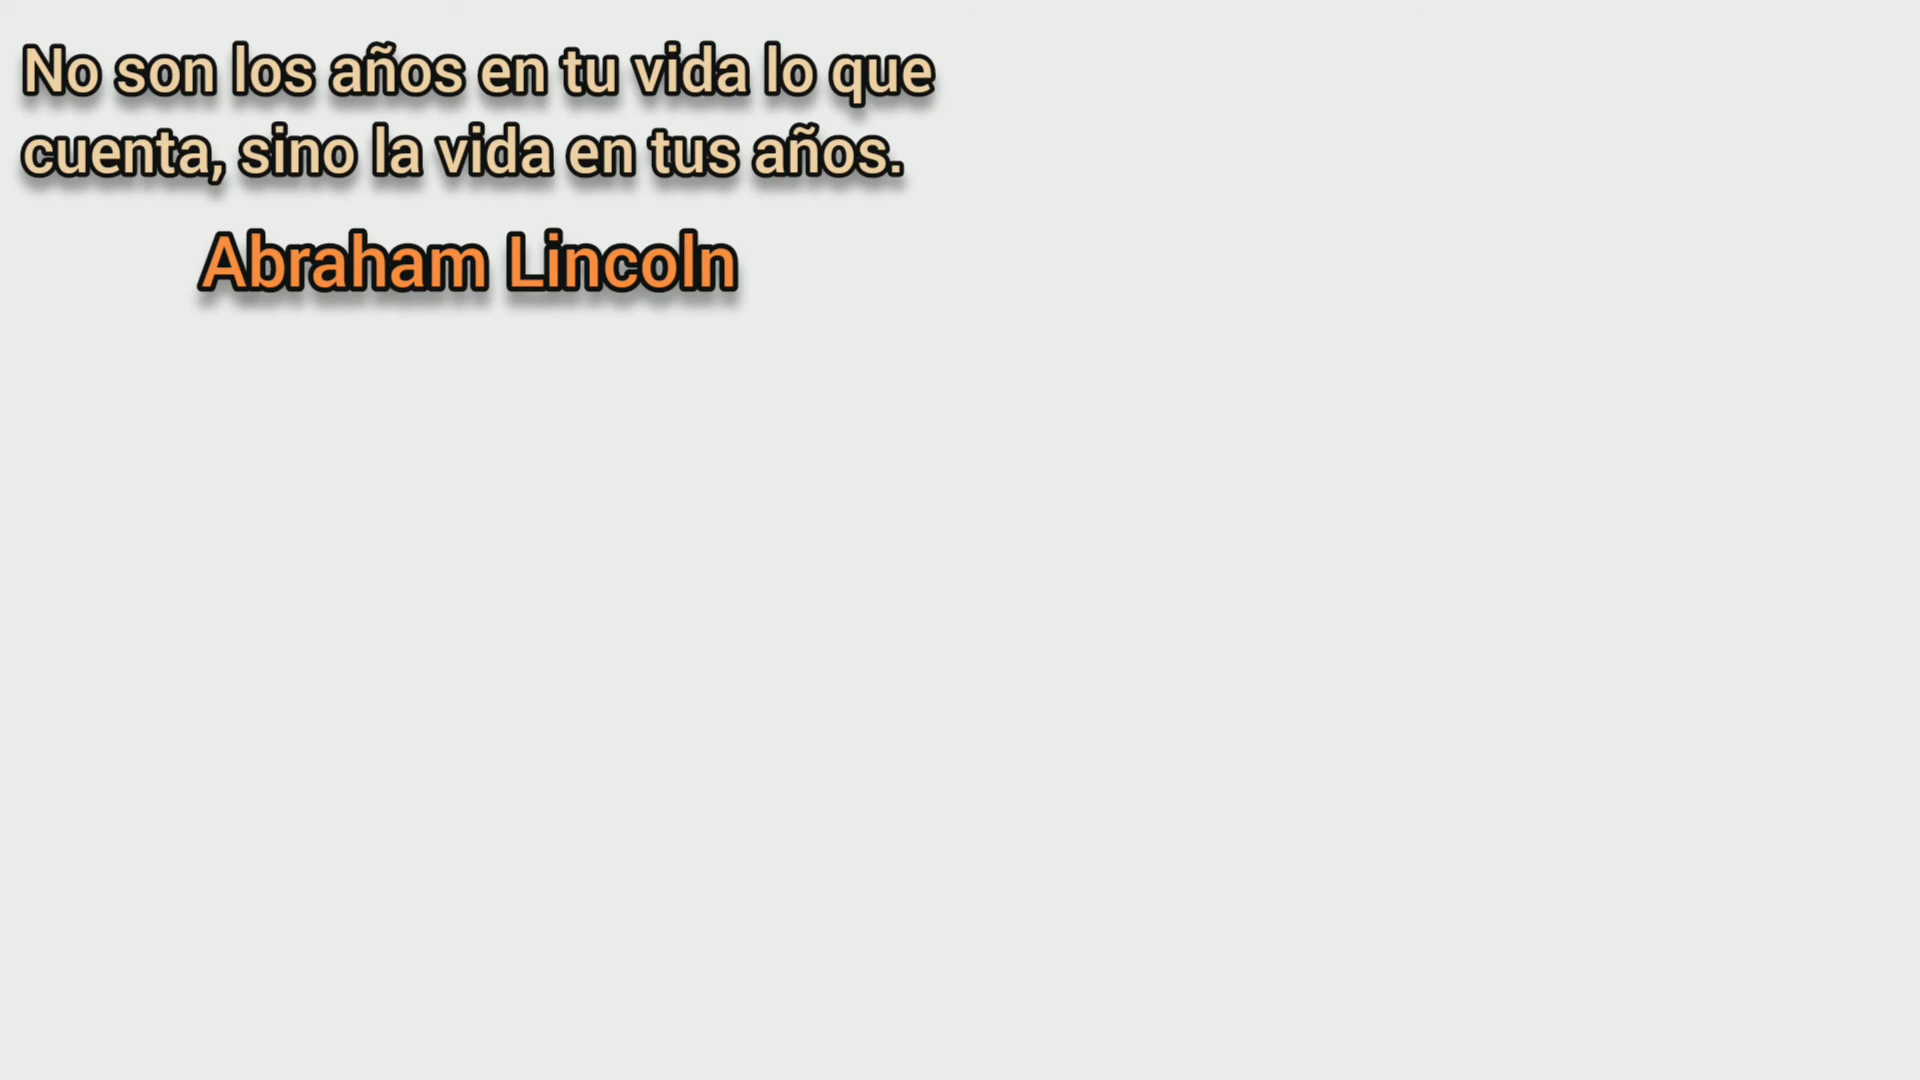 No son los años en tu vida lo que
cuenta, sino la vida en tus años.
Abraham Lincoln